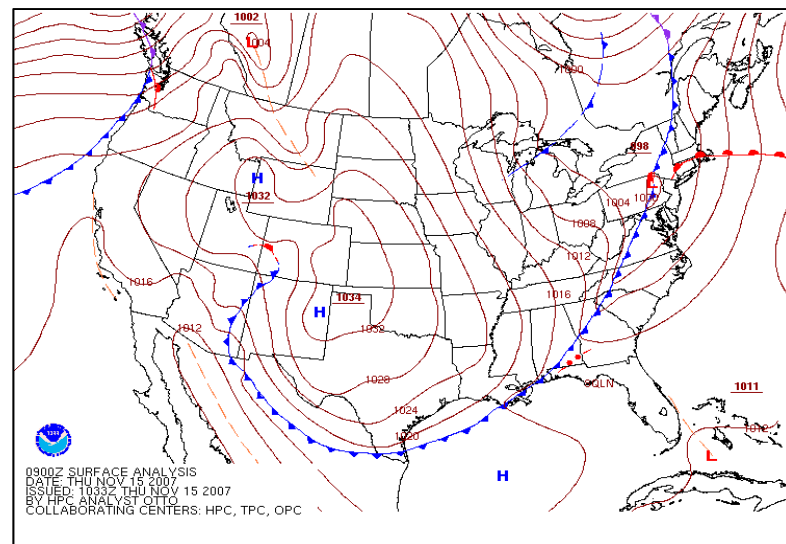 1002
L
1004
1000
998
H
1032
L
1004
1000
1008
1012
1016
1016
1034
H
1012
1032
1028
SQLN
1011
1024
1012
1020
L
H
0900Z SURFACE ANALYSIS
DATE: THU NOV 15 2007
ISSUED: 1033Z THU NOV 15 2007
BY HPC ANALYST OTTO
COLLABORATING CENTERS: HPC, TPC, OPC